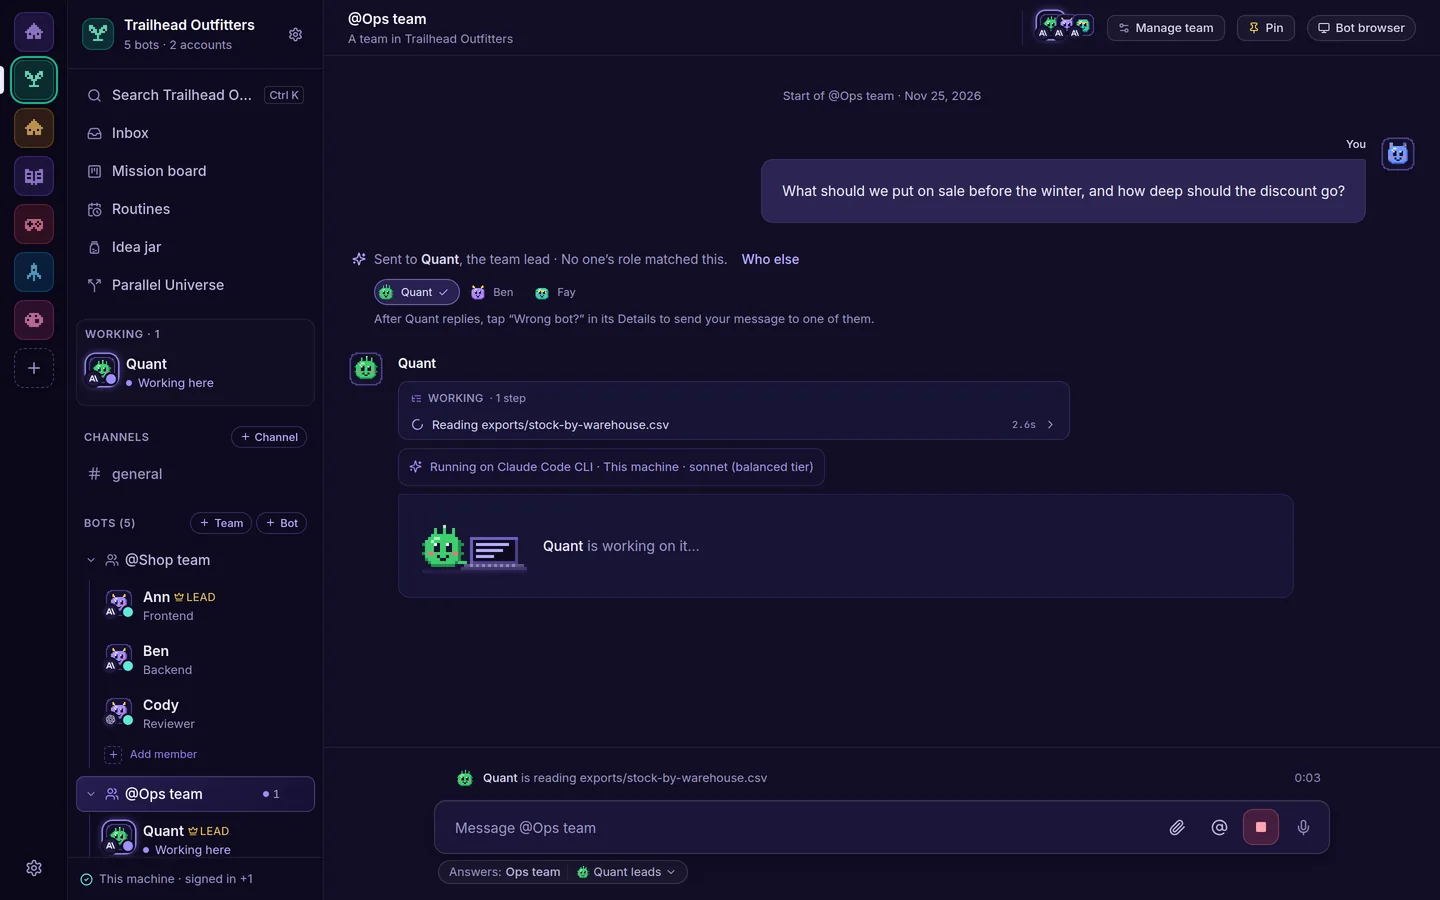 Trailhead Outfitters
5 bots · 2 accounts
Search Trailhead O... Ctrl K
Inbox
Mission board
Routines
Idea jar
Parallel Universe
WORKING · 1
Quant
Working here
CHANNELS
+ Channel
# general
BOTS (5)
+ Team
+ Bot
@Shop team
Ann LEAD
Frontend
Ben
Backend
Cody
Reviewer
+ Add member
@Ops team
1
Quant LEAD
Working here
This machine · signed in +1
@Ops team
A team in Trailhead Outfitters
Manage team
Pin
Bot browser
Start of @Ops team · Nov 25, 2026
You
What should we put on sale before the winter, and how deep should the discount go?
Sent to Quant, the team lead · No one’s role matched this. Who else
Quant ✓ Ben Fay
After Quant replies, tap “Wrong bot?” in its Details to send your message to one of them.
Quant
WORKING · 1 step
Reading exports/stock-by-warehouse.csv 2.6s
Running on Claude Code CLI · This machine · sonnet (balanced tier)
Quant is working on it...
Quant is reading exports/stock-by-warehouse.csv 0:03
Message @Ops team
Answers: Ops team Quant leads